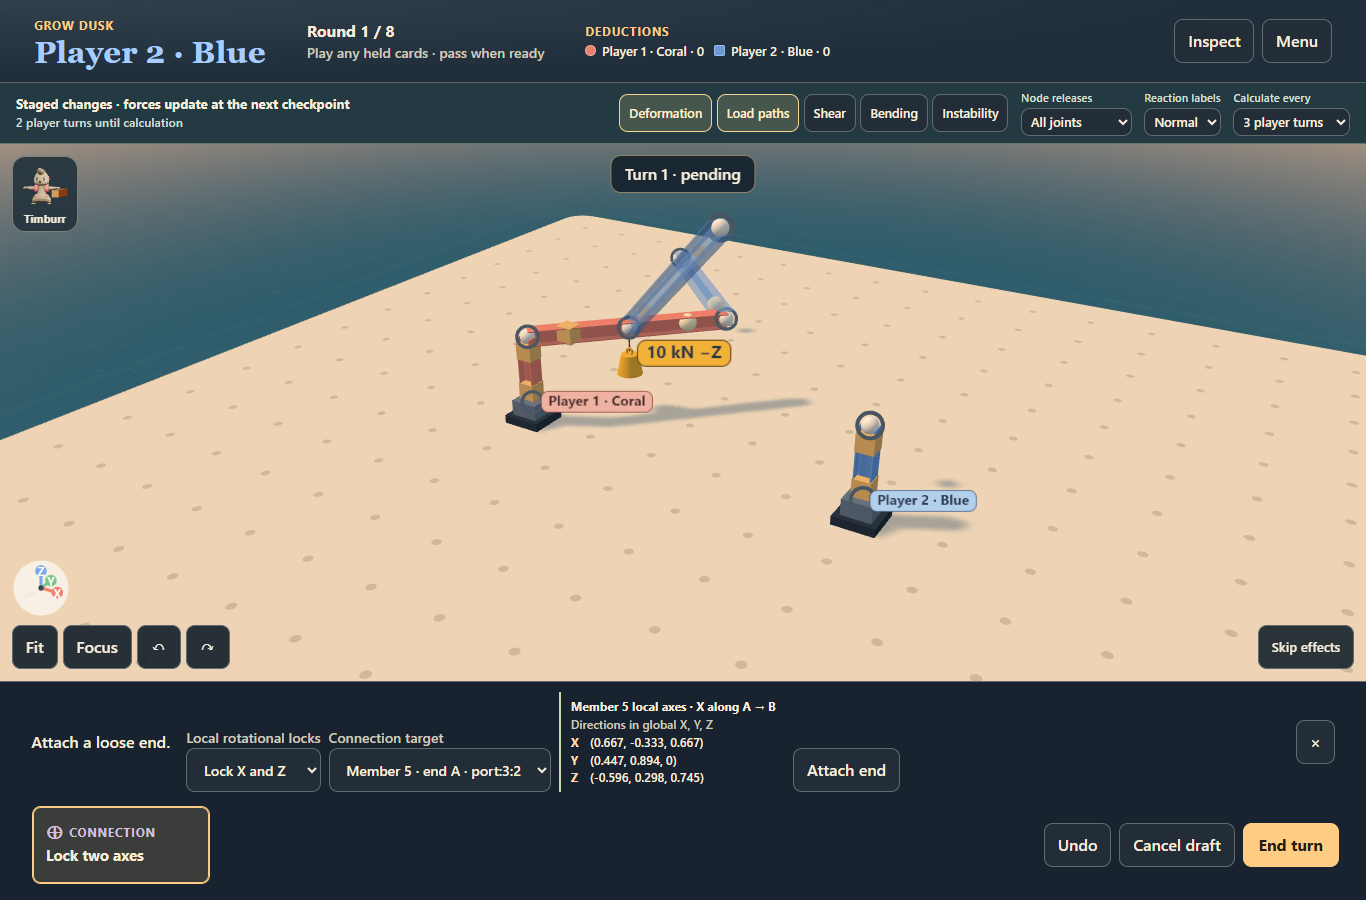 GROW DUSK
Player 2 · Blue
Round 1 / 8
Play any held cards · pass when ready
DEDUCTIONS
Player 1 · Coral · 0
Player 2 · Blue · 0
Inspect
Menu
Staged changes · forces update at the next checkpoint
2 player turns until calculation
Deformation
Load paths
Shear
Bending
Instability
Node releases
All joints
Reaction labels
Normal
Calculate every
3 player turns
Timburr
Turn 1 · pending
10 kN −Z
Player 1 · Coral
Player 2 · Blue
Z
Y
X
Fit
Focus
Skip effects
Attach a loose end.
Local rotational locks
Lock X and Z
Connection target
Member 5 · end A · port:3:2
Member 5 local axes · X along A → B
Directions in global X, Y, Z
X (0.667, -0.333, 0.667)
Y (0.447, 0.894, 0)
Z (-0.596, 0.298, 0.745)
Attach end
×
CONNECTION
Lock two axes
Undo
Cancel draft
End turn